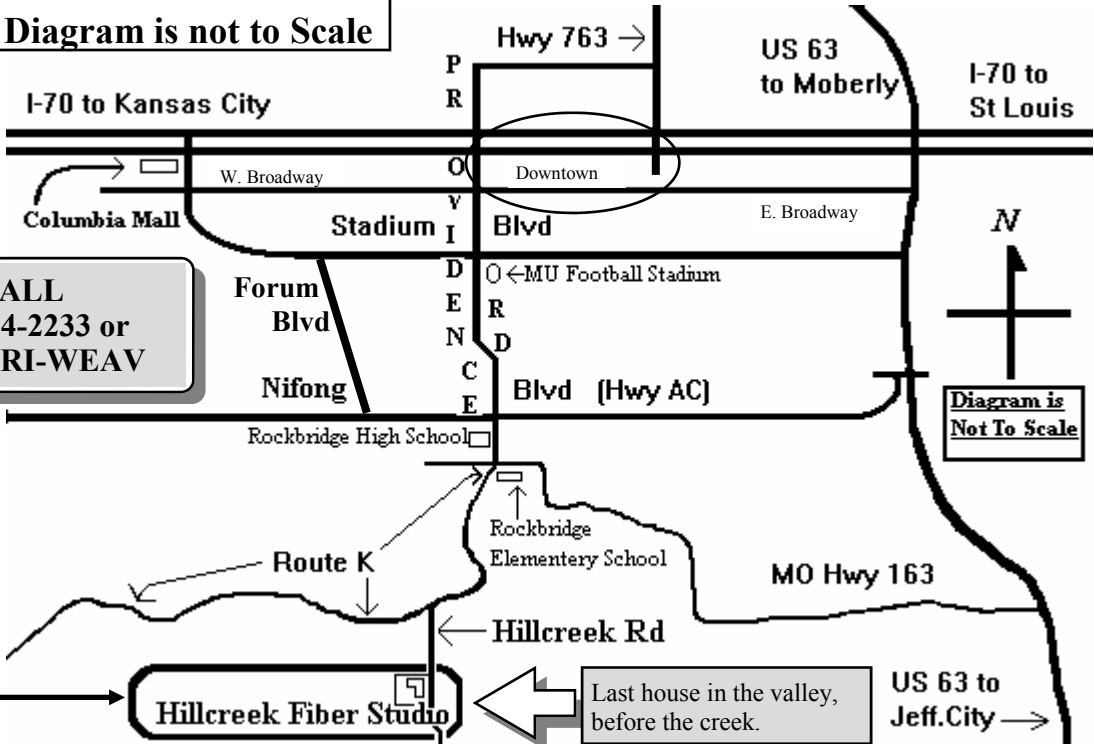 Diagram is not to Scale
Hwy 763
US 63
to Moberly
I-70 to
St Louis
I-70 to Kansas City
PROVIDENCE RD
W. Broadway
Downtown
Columbia Mall
E. Broadway
Stadium Blvd
N
MU Football Stadium
ALL
4-2233 or
RI-WEAV
Forum
Blvd
Nifong Blvd (Hwy AC)
Diagram is
Not To Scale
Rockbridge High School
Rockbridge
Elementery School
Route K
MO Hwy 163
Hillcreek Rd
Hillcreek Fiber Studio
Last house in the valley,
before the creek.
US 63 to
Jeff.City